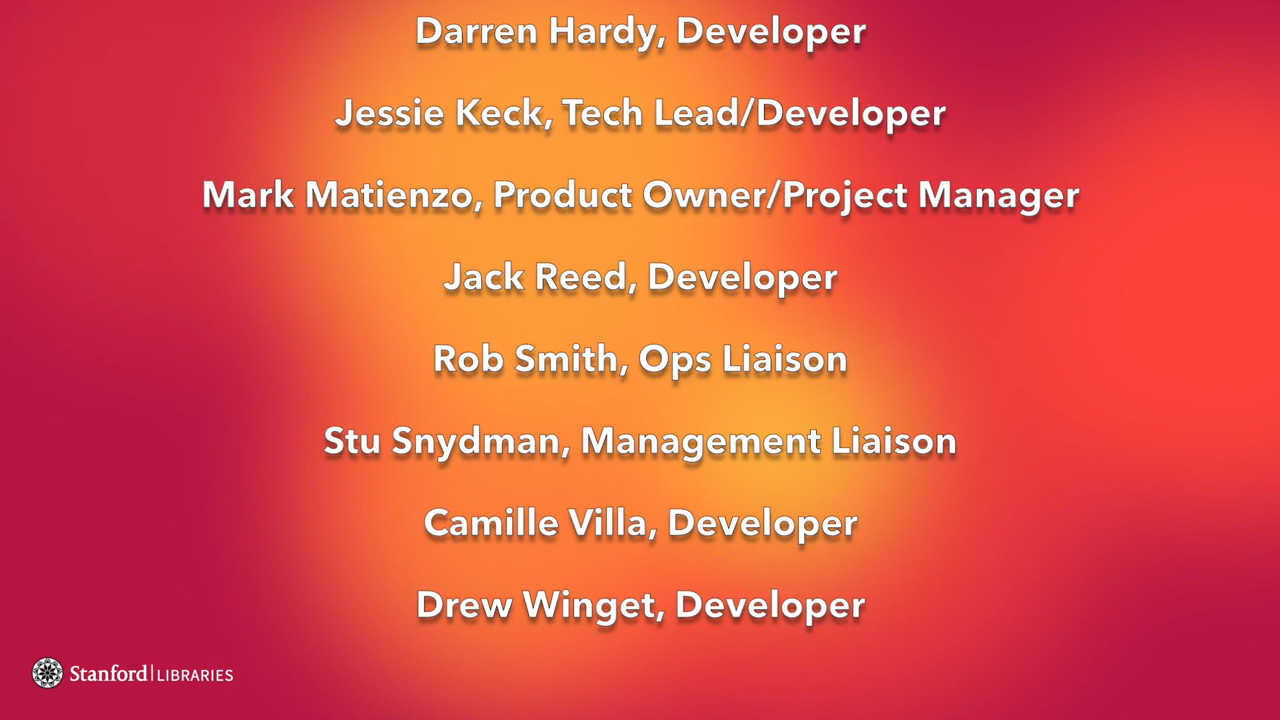 Darren Hardy, Developer
Jessie Keck, Tech Lead/Developer
Mark Matienzo, Product Owner/Project Manager
Jack Reed, Developer
Rob Smith, Ops Liaison
Stu Snydman, Management Liaison
Camille Villa, Developer
Drew Winget, Developer
Stanford | LIBRARIES